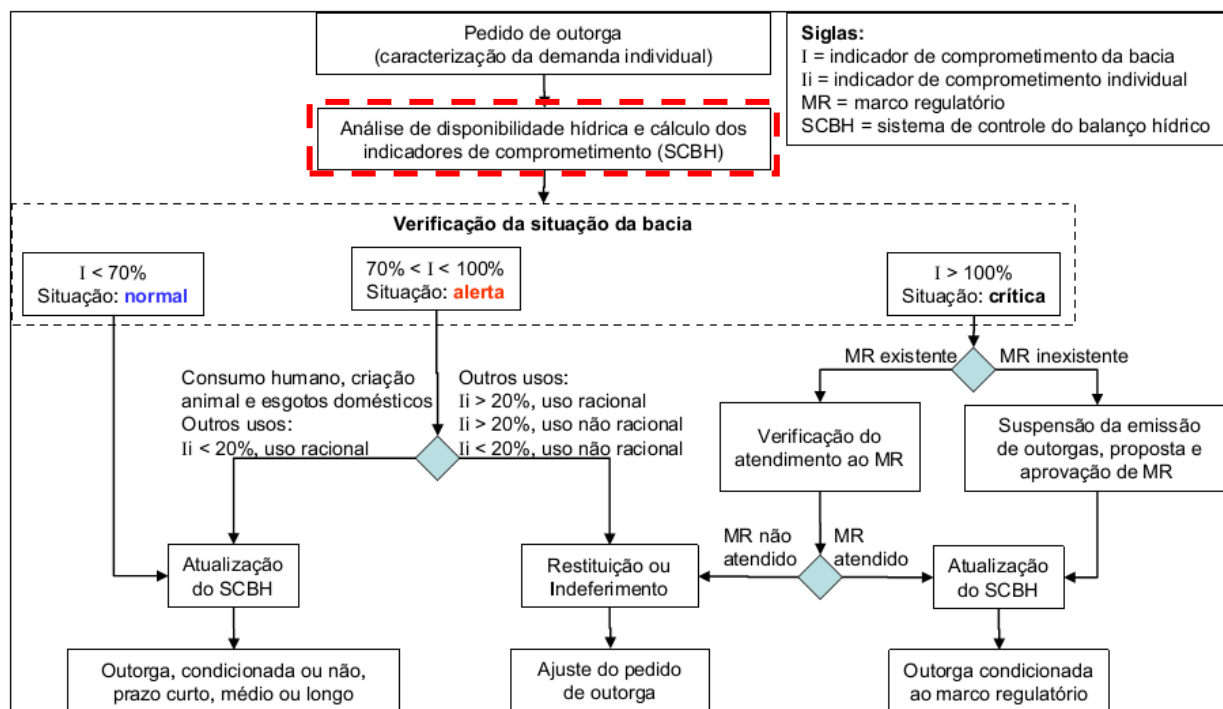 Pedido de outorga
(caracterização da demanda individual)
Siglas:
I = indicador de comprometimento da bacia
Ii = indicador de comprometimento individual
MR = marco regulatório
SCBH = sistema de controle do balanço hídrico
Análise de disponibilidade hídrica e cálculo dos
indicadores de comprometimento (SCBH)
Verificação da situação da bacia
I < 70%
Situação: normal
70% < I < 100%
Situação: alerta
I > 100%
Situação: crítica
MR existente
MR inexistente
Consumo humano, criação
animal e esgotos domésticos
Outros usos:
Ii < 20%, uso racional
Outros usos:
Ii > 20%, uso racional
Ii > 20%, uso não racional
Ii < 20%, uso não racional
Verificação do
atendimento ao MR
Suspensão da emissão
de outorgas, proposta e
aprovação de MR
MR não
atendido
MR
atendido
Atualização
do SCBH
Restituição ou
Indeferimento
Atualização
do SCBH
Outorga, condicionada ou não,
prazo curto, médio ou longo
Ajuste do pedido
de outorga
Outorga condicionada
ao marco regulatório